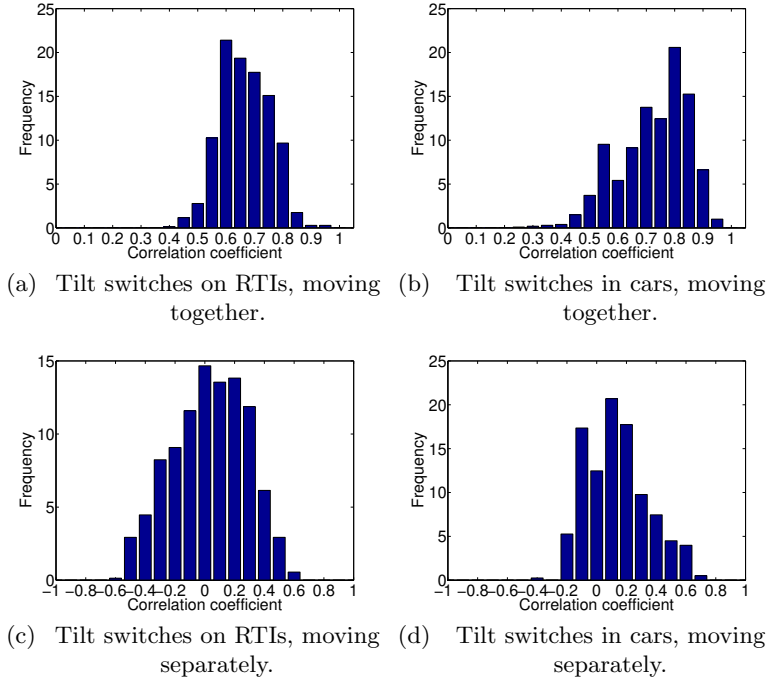 25
20
15
10
5
0
Frequency
0 0.1 0.2 0.3 0.4 0.5 0.6 0.7 0.8 0.9 1
Correlation coefficient
(a) Tilt switches on RTIs, moving
together.
25
20
15
10
5
0
Frequency
0 0.1 0.2 0.3 0.4 0.5 0.6 0.7 0.8 0.9 1
Correlation coefficient
(b) Tilt switches in cars, moving
together.
15
10
5
0
Frequency
−1 −0.8 −0.6 −0.4 −0.2 0 0.2 0.4 0.6 0.8 1
Correlation coefficient
(c) Tilt switches on RTIs, moving
separately.
25
20
15
10
5
0
Frequency
−1 −0.8 −0.6 −0.4 −0.2 0 0.2 0.4 0.6 0.8 1
Correlation coefficient
(d) Tilt switches in cars, moving
separately.